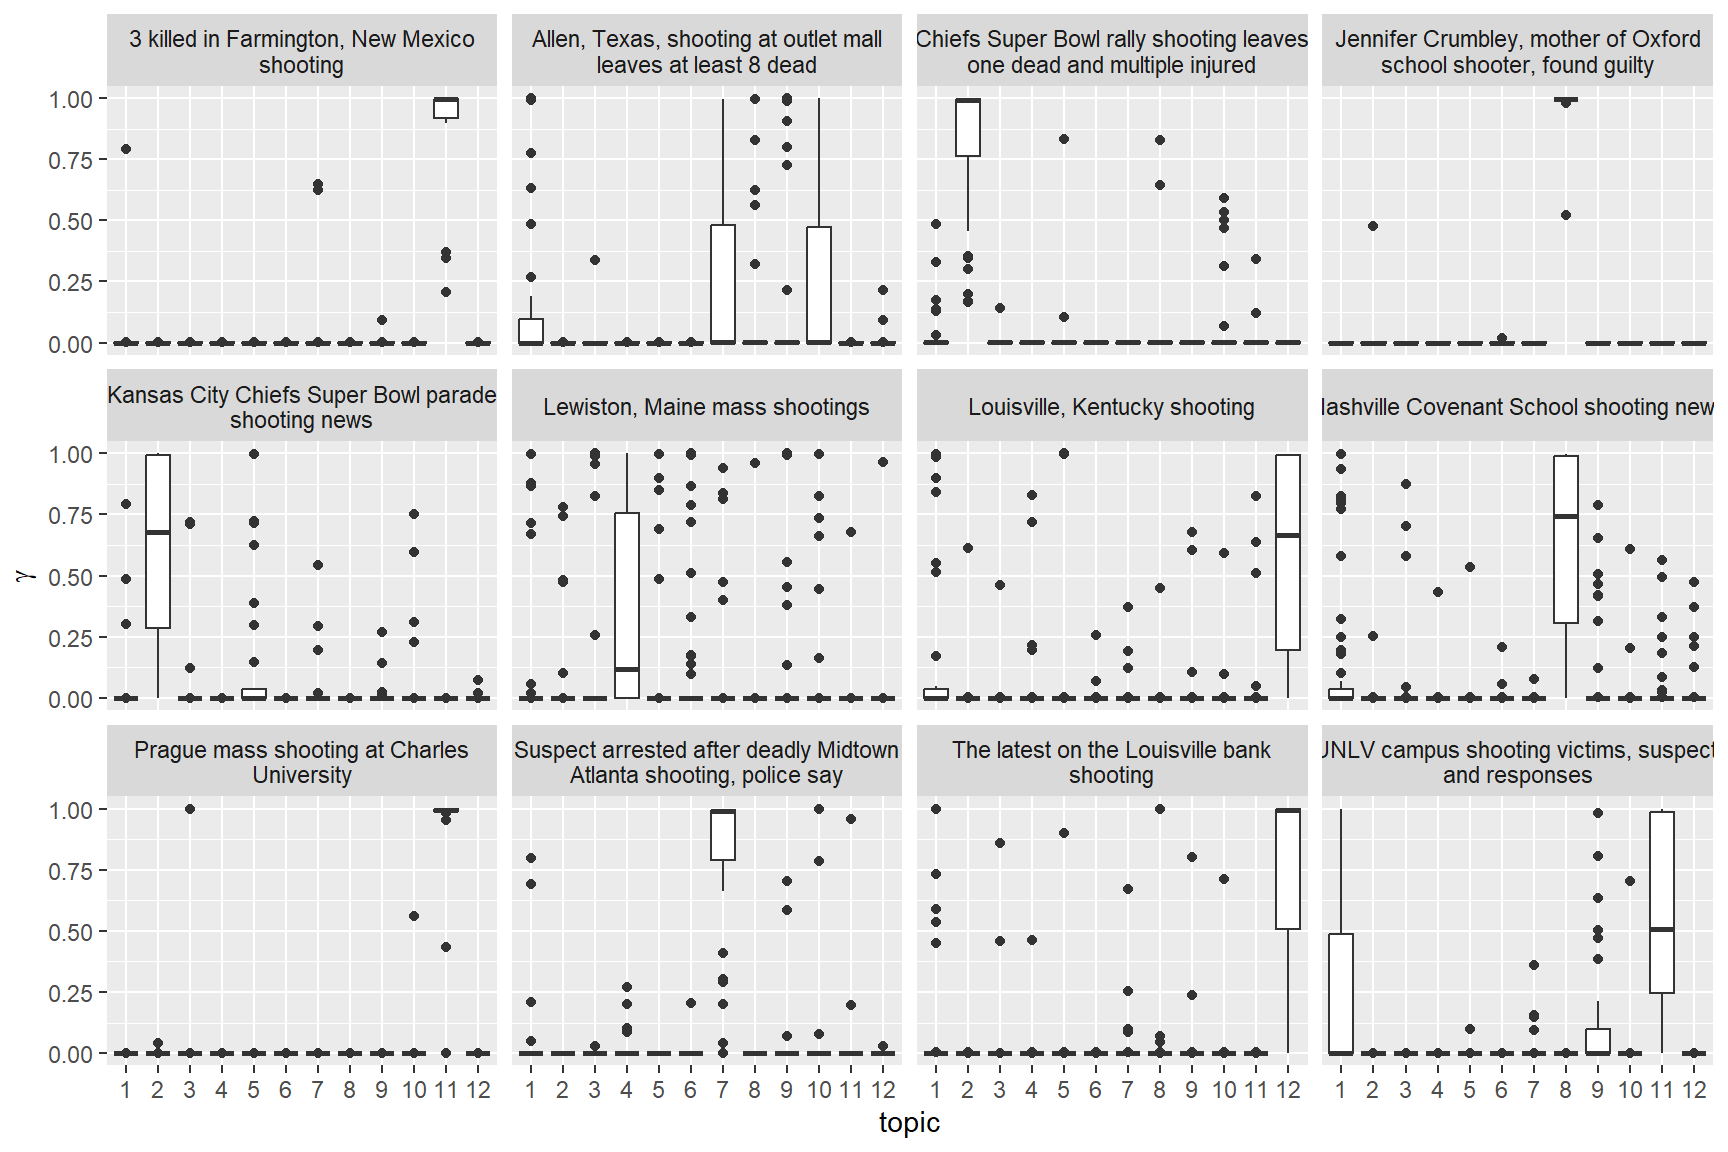 3 killed in Farmington, New Mexico
shooting
Allen, Texas, shooting at outlet mall
leaves at least 8 dead
Chiefs Super Bowl rally shooting leaves
one dead and multiple injured
Jennifer Crumbley, mother of Oxford
school shooter, found guilty
1.00
0.75
0.50
0.25
0.00
Kansas City Chiefs Super Bowl parade
shooting news
Lewiston, Maine mass shootings
Louisville, Kentucky shooting
Covenant School shooting
1.00
0.75
0.50
0.25
0.00
γ
Prague mass shooting at Charles
University
Suspect arrested after deadly Midtown
Atlanta shooting, police say
The latest on the Louisville bank
shooting
campus shooting victims, suspect
and responses
1.00
0.75
0.50
0.25
0.00
1 2 3 4 5 6 7 8 9 10 11 12
1 2 3 4 5 6 7 8 9 10 11 12
1 2 3 4 5 6 7 8 9 10 11 12
1 2 3 4 5 6 7 8 9 10 11 12
topic